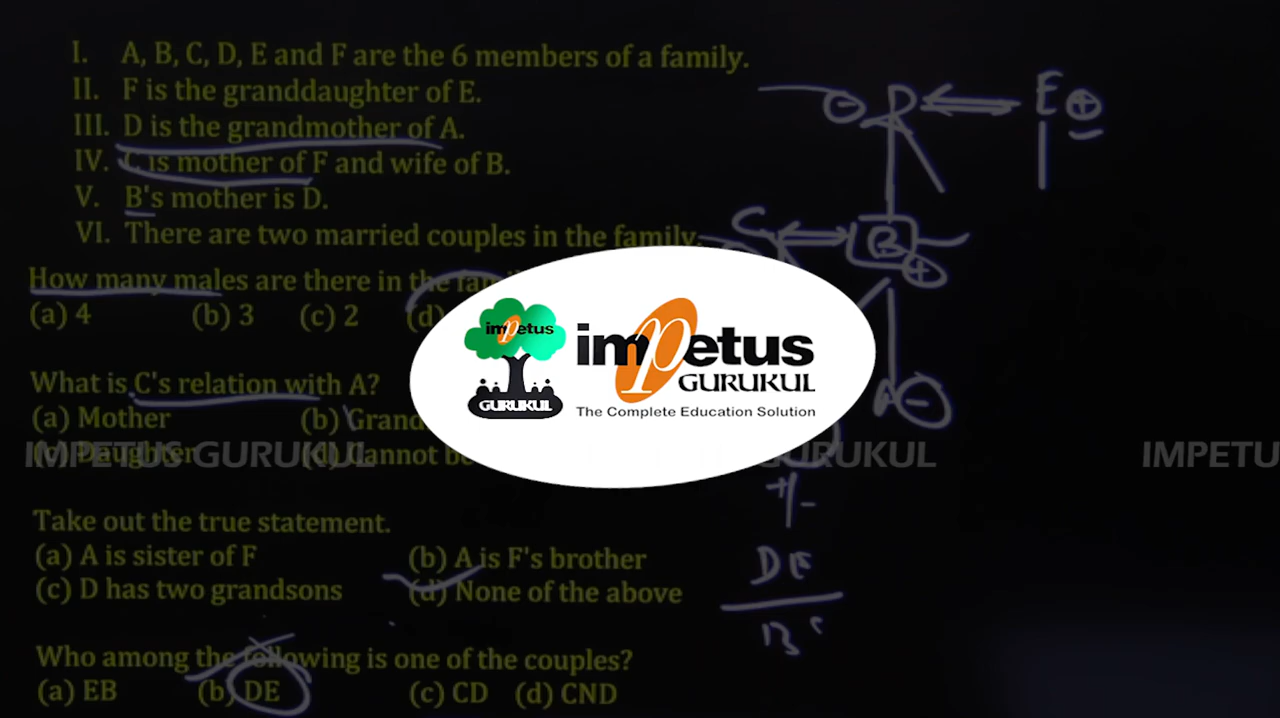 I. A, B, C, D, E and F are the 6 members of a family.
II. F is the granddaughter of E.
III. D is the grandmother of A.
IV. C is mother of F and wife of B.
V. B's mother is D.
VI. There are two married couples in the family.
How many males are there in the
(a) 4 (b) 3 (c) 2 (d)
What is C's relation with A?
(a) Mother (b)
(c) Daughter (d) Cannot
Take out the true statement.
(a) A is sister of F (b) A is F's brother
(c) D has two grandsons (d) None of the above
Who among the following is one of the couples?
(a) EB (b) DE (c) CD (d) CND
- D E +
C B +
-
+/-
D E
impetus
GURUKUL
impetus
GURUKUL
The Complete Education Solution
IMPETUS GURUKUL